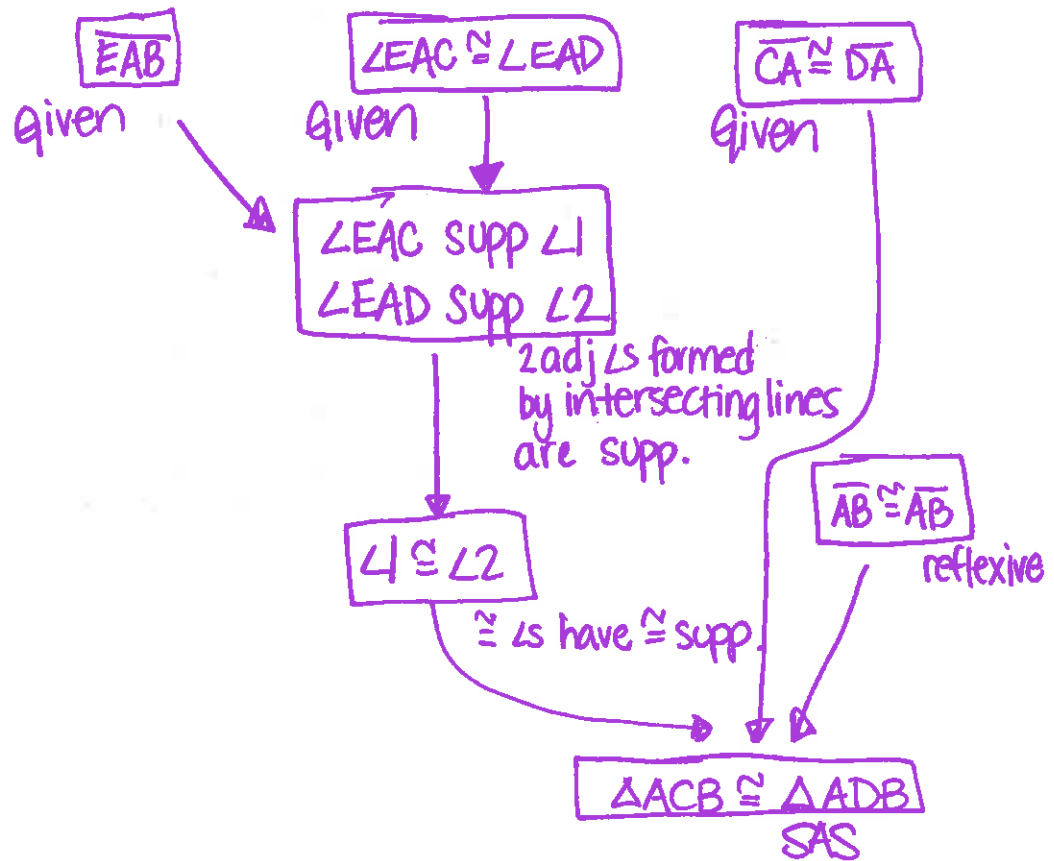 EAB
given
∠EAC ≅ ∠EAD
Given
CA ≅ DA
Given
∠EAC supp ∠1
∠EAD supp ∠2
2 adj ∠s formed
by intersecting lines
are supp.
AB ≅ AB
reflexive
∠1 ≅ ∠2
≅ ∠s have ≅ supp.
△ACB ≅ △ADB
SAS